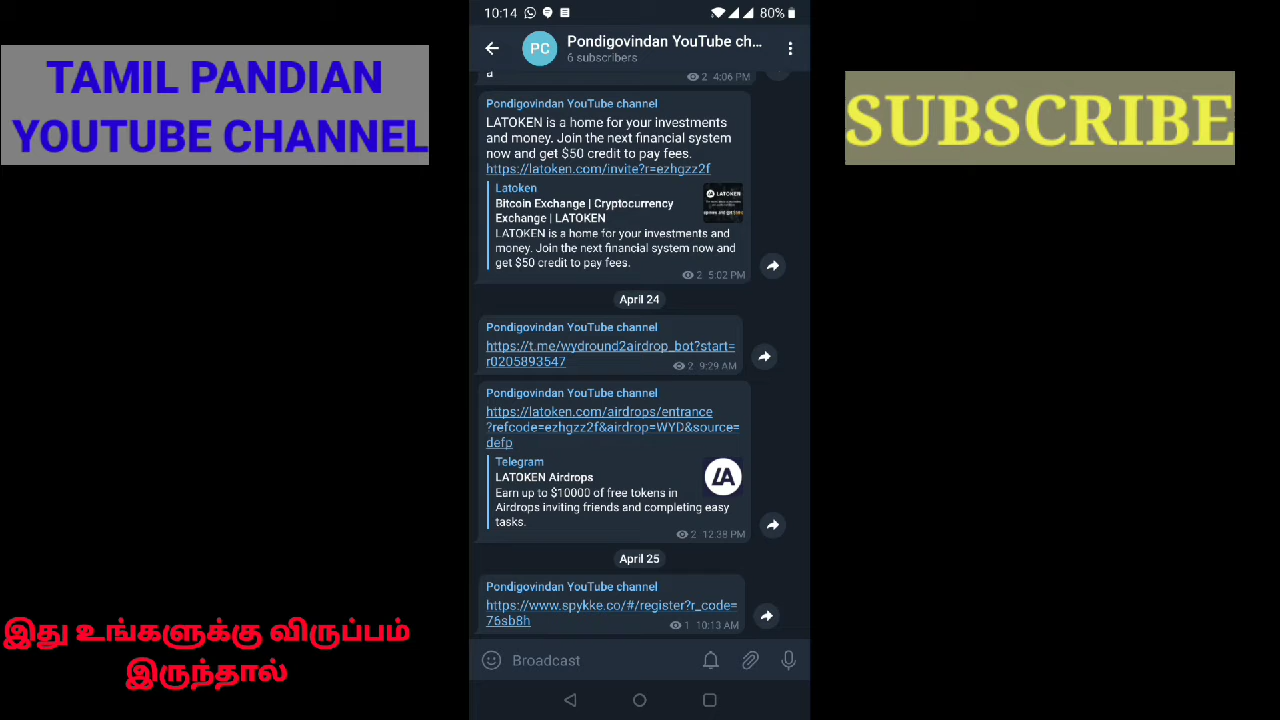 TAMIL PANDIAN
YOUTUBE CHANNEL
SUBSCRIBE
இது உங்களுக்கு விருப்பம்
இருந்தால்
10:14
80%
PC
Pondigovindan YouTube ch...
6 subscribers
2 4:06 PM
Pondigovindan YouTube channel
LATOKEN is a home for your investments
and money. Join the next financial system
now and get $50 credit to pay fees.
https://latoken.com/invite?r=ezhgzz2f
Latoken
Bitcoin Exchange | Cryptocurrency
Exchange | LATOKEN
LATOKEN is a home for your investments and
money. Join the next financial system now and
get $50 credit to pay fees.
LATOKEN
2 5:02 PM
April 24
Pondigovindan YouTube channel
https://t.me/wydround2airdrop_bot?start=
r0205893547
2 9:29 AM
Pondigovindan YouTube channel
https://latoken.com/airdrops/entrance
?refcode=ezhgzz2f&airdrop=WYD&source=
defp
Telegram
LATOKEN Airdrops
Earn up to $10000 of free tokens in
Airdrops inviting friends and completing easy
tasks.
LA
2 12:38 PM
April 25
Pondigovindan YouTube channel
https://www.spykke.co/#/register?r_code=
76sb8h
1 10:13 AM
Broadcast